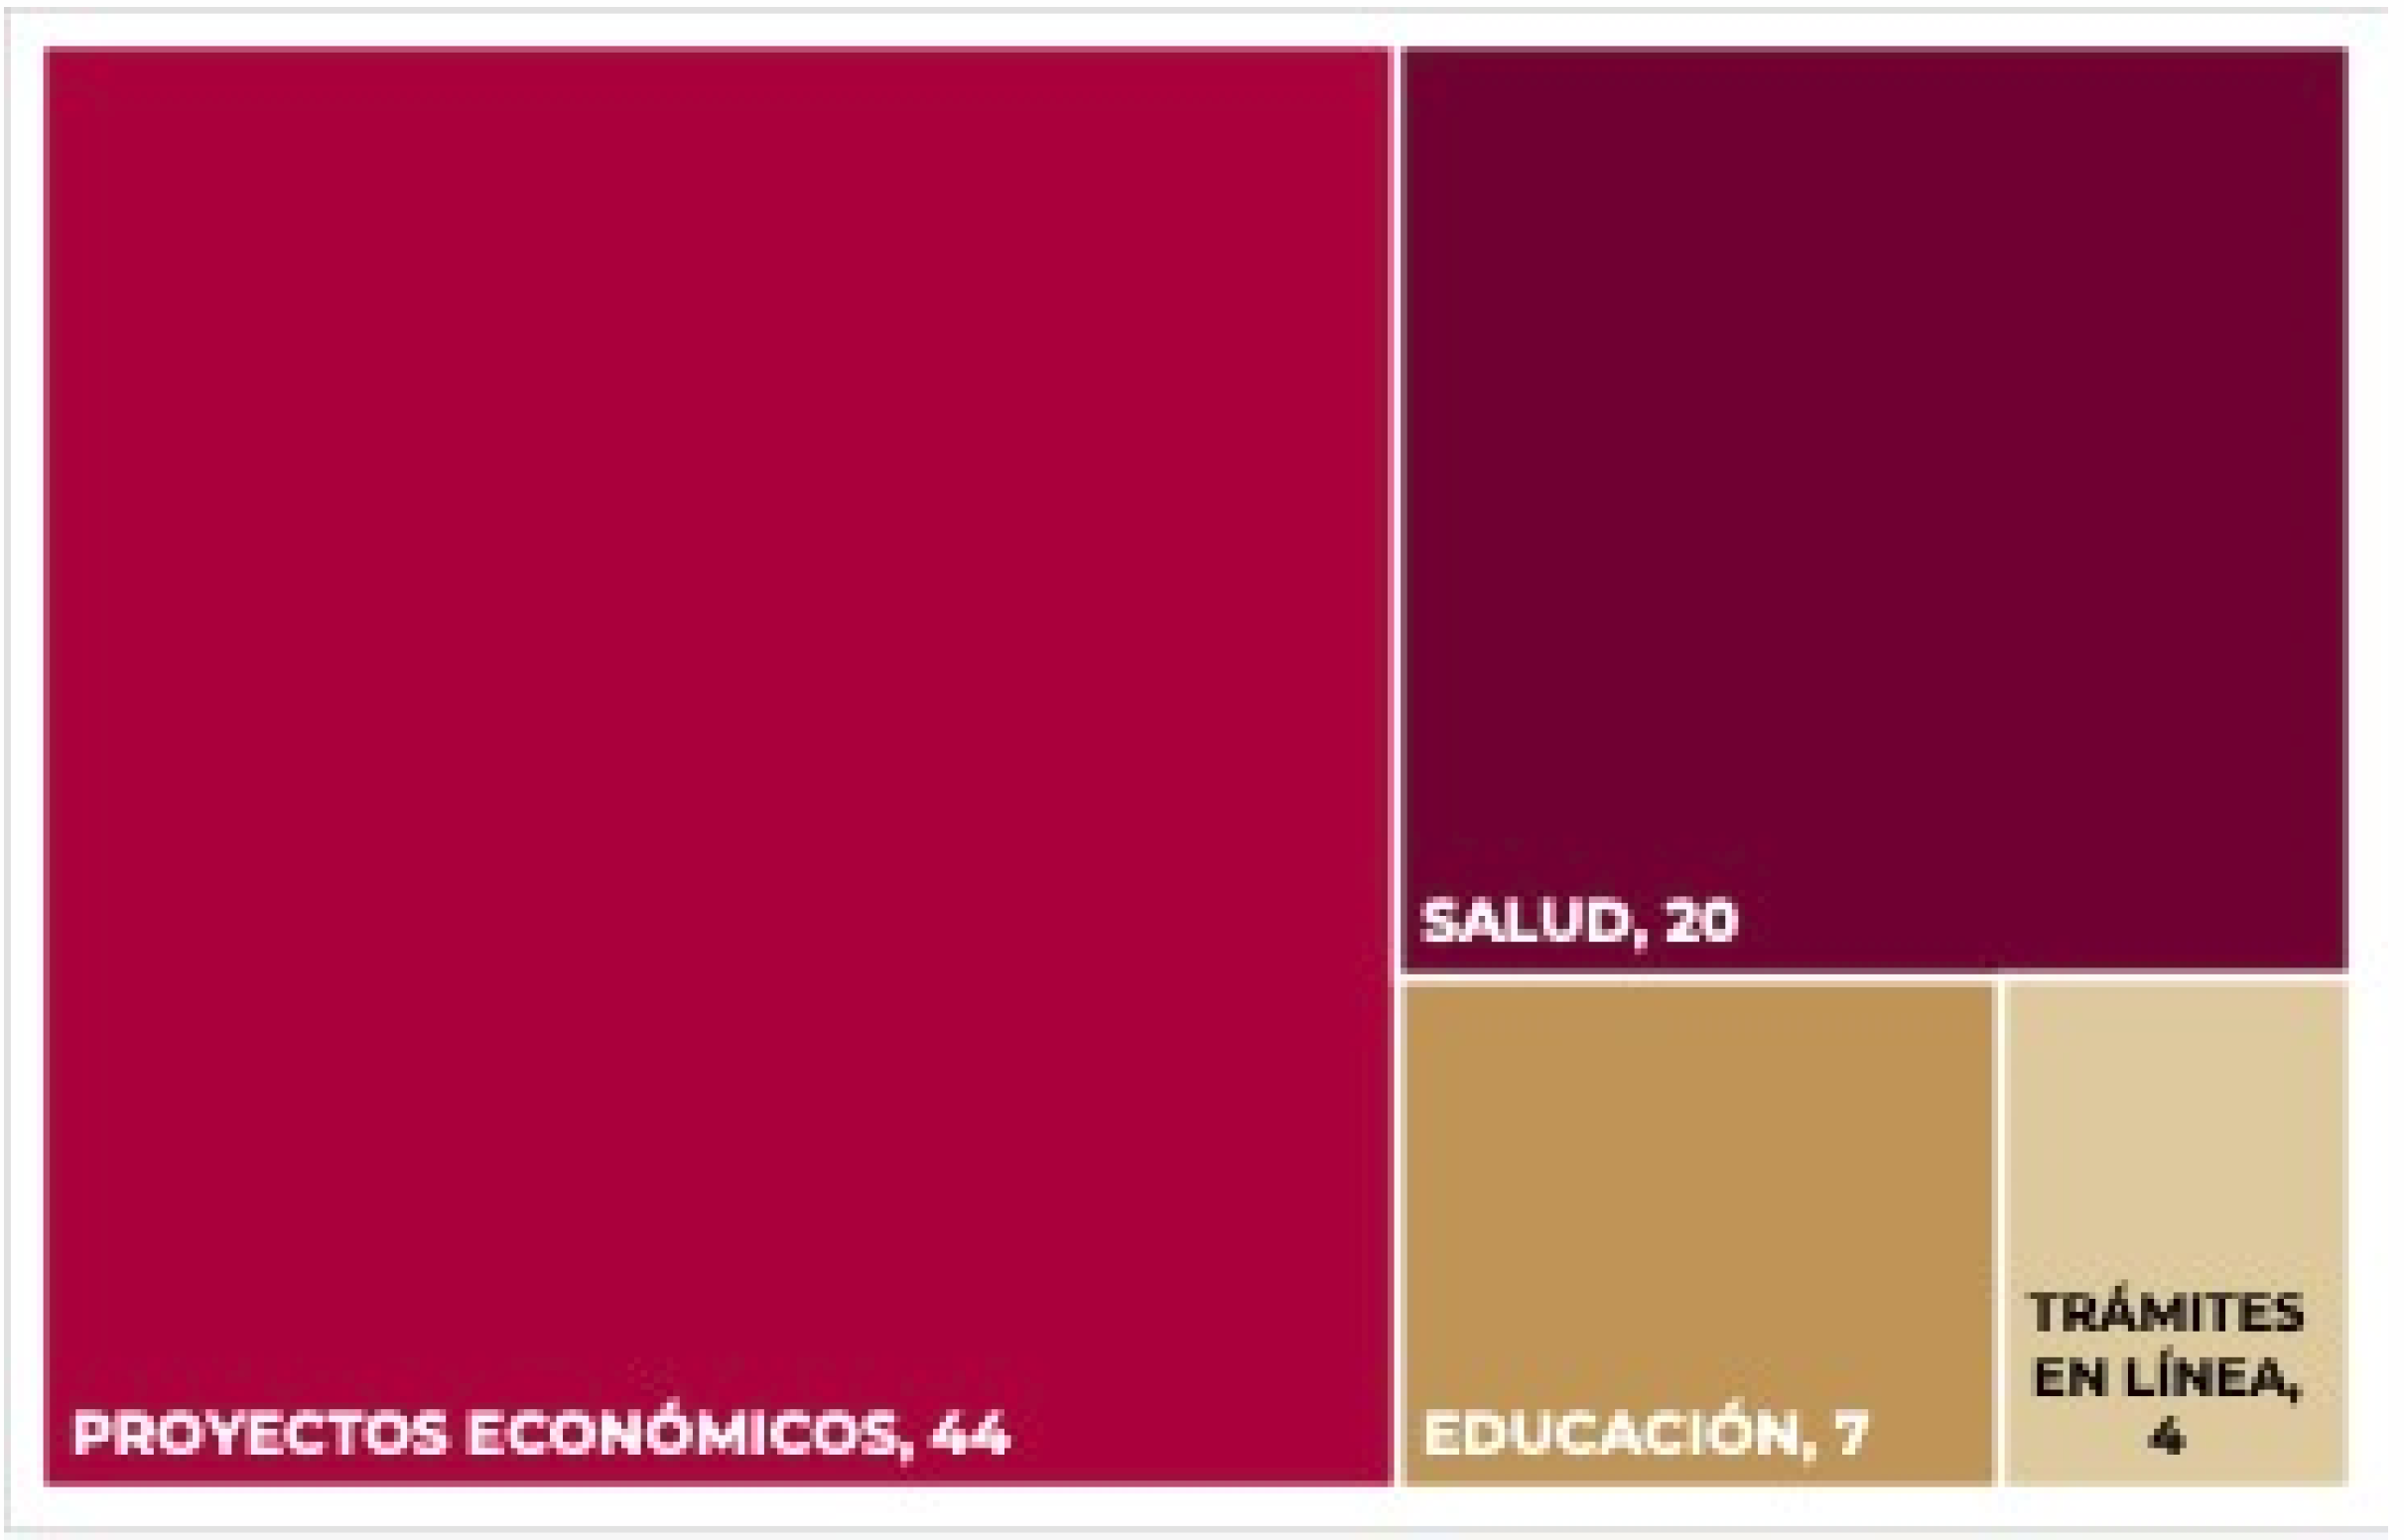 SALUD, 20
PROYECTOS ECONÓMICOS, 44
EDUCACIÓN, 7
TRÁMITES
EN LÍNEA,
4